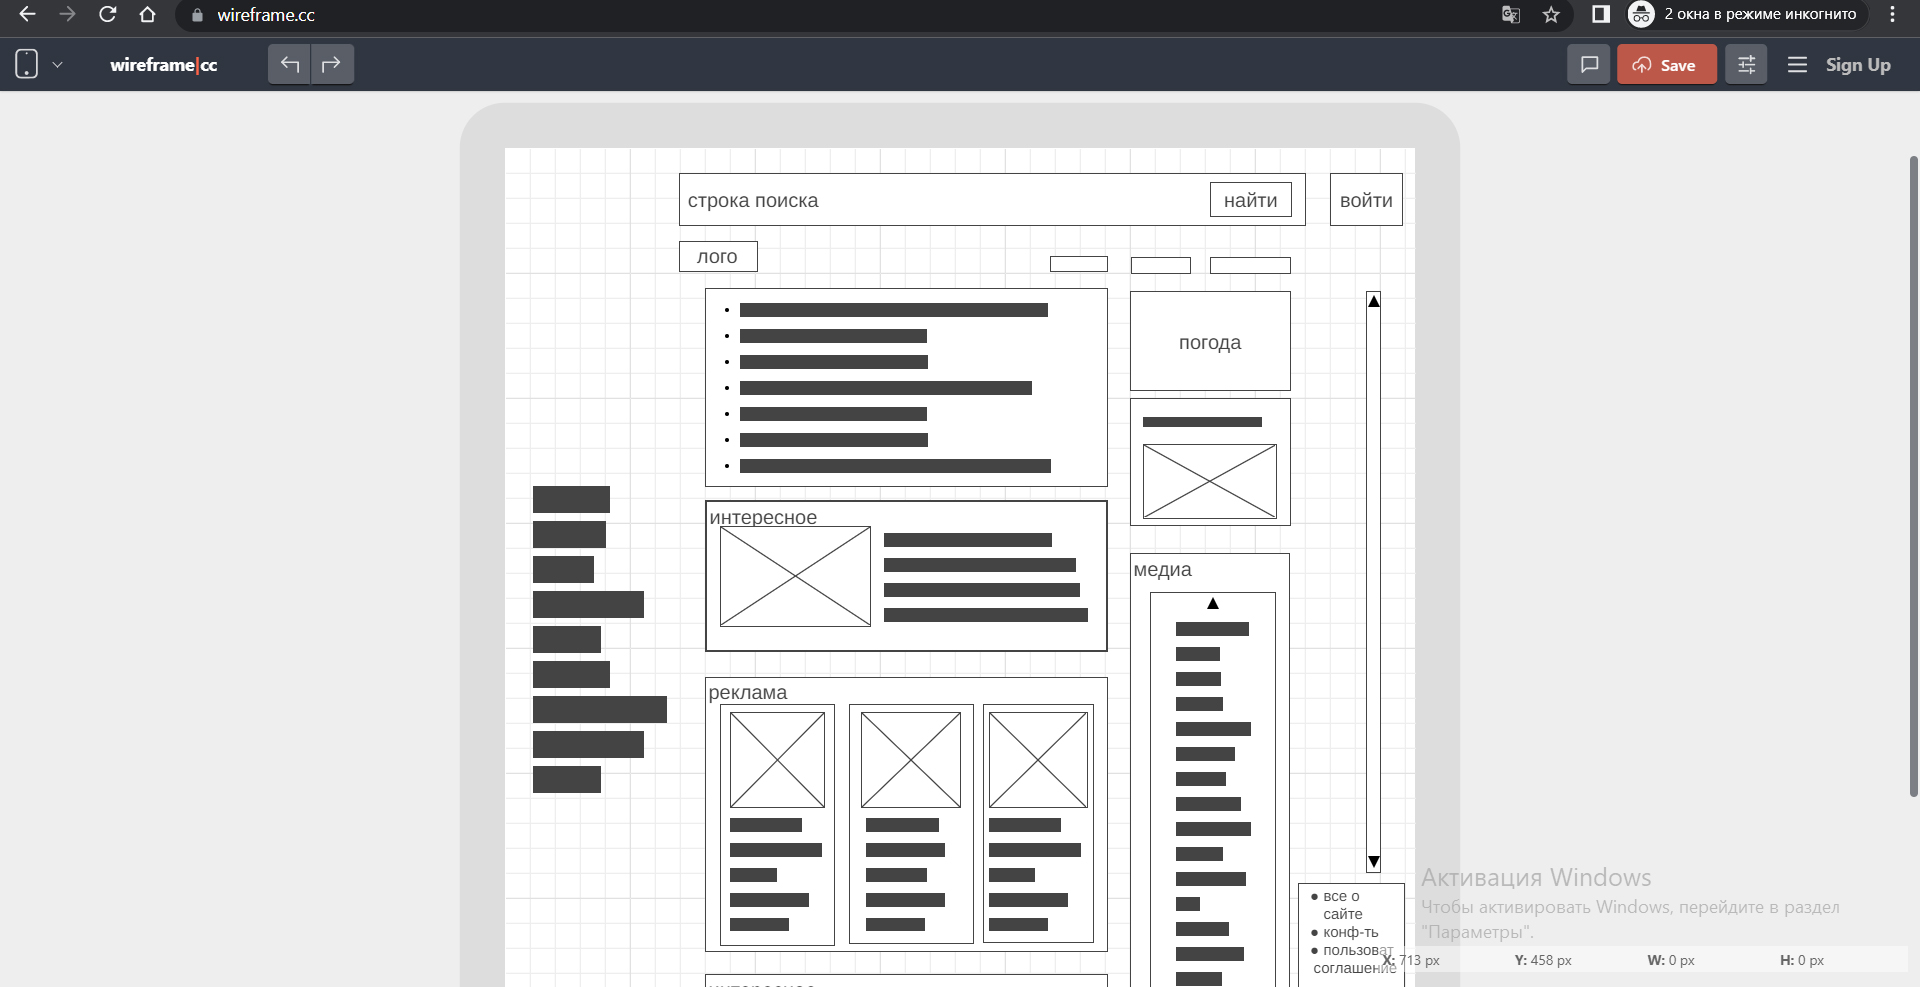 wireframe.cc
2 окна в режиме инкогнито
wireframe|cc
Save
Sign Up
строка поиска
найти
войти
лого
погода
интересное
медиа
реклама
● все о
сайте
● конф-ть
● пользоват
соглашение
Активация Windows
Чтобы активировать Windows, перейдите в раздел
"Параметры".
X: 713 px Y: 458 px W: 0 px H: 0 px